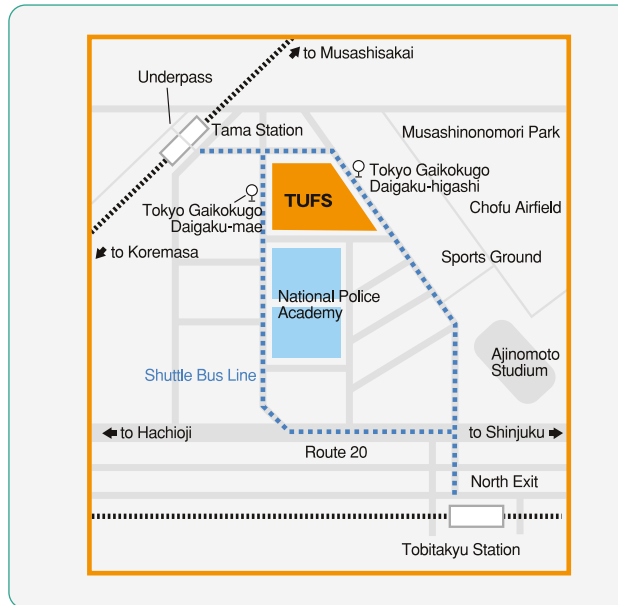 to Musashisakai
Underpass
Tama Station
Musashinonomori Park
Tokyo Gaikokugo
Daigaku-higashi
TUFS
Tokyo Gaikokugo
Daigaku-mae
Chofu Airfield
to Koremasa
Sports Ground
National Police
Academy
Ajinomoto
Studium
Shuttle Bus Line
to Hachioji
to Shinjuku
Route 20
North Exit
Tobitakyu Station